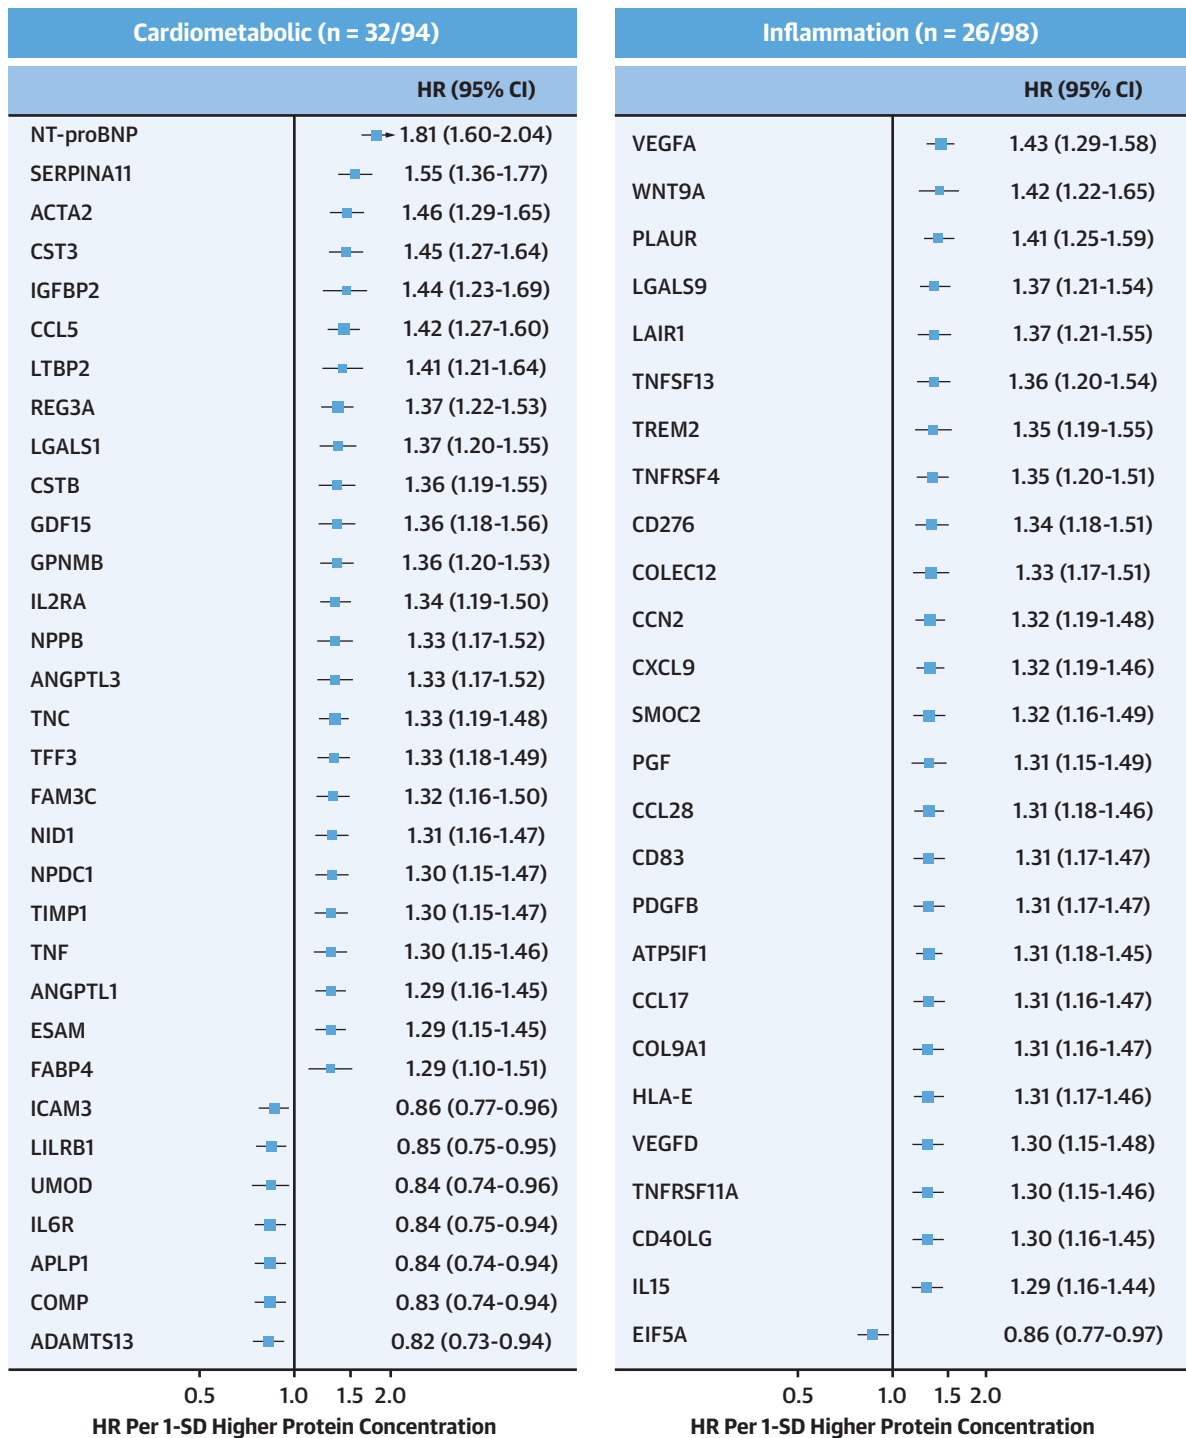 Cardiometabolic (n = 32/94)
HR (95% CI)
NT-proBNP 1.81 (1.60-2.04)
SERPINA11 1.55 (1.36-1.77)
ACTA2 1.46 (1.29-1.65)
CST3 1.45 (1.27-1.64)
IGFBP2 1.44 (1.23-1.69)
CCL5 1.42 (1.27-1.60)
LTBP2 1.41 (1.21-1.64)
REG3A 1.37 (1.22-1.53)
LGALS1 1.37 (1.20-1.55)
CSTB 1.36 (1.19-1.55)
GDF15 1.36 (1.18-1.56)
GPNMB 1.36 (1.20-1.53)
IL2RA 1.34 (1.19-1.50)
NPPB 1.33 (1.17-1.52)
ANGPTL3 1.33 (1.17-1.52)
TNC 1.33 (1.19-1.48)
TFF3 1.33 (1.18-1.49)
FAM3C 1.32 (1.16-1.50)
NID1 1.31 (1.16-1.47)
NPDC1 1.30 (1.15-1.47)
TIMP1 1.30 (1.15-1.47)
TNF 1.30 (1.15-1.46)
ANGPTL1 1.29 (1.16-1.45)
ESAM 1.29 (1.15-1.45)
FABP4 1.29 (1.10-1.51)
ICAM3 0.86 (0.77-0.96)
LILRB1 0.85 (0.75-0.95)
UMOD 0.84 (0.74-0.96)
IL6R 0.84 (0.75-0.94)
APLP1 0.84 (0.74-0.94)
COMP 0.83 (0.74-0.94)
ADAMTS13 0.82 (0.73-0.94)
0.5 1.0 1.5 2.0
HR Per 1-SD Higher Protein Concentration
Inflammation (n = 26/98)
HR (95% CI)
VEGFA 1.43 (1.29-1.58)
WNT9A 1.42 (1.22-1.65)
PLAUR 1.41 (1.25-1.59)
LGALS9 1.37 (1.21-1.54)
LAIR1 1.37 (1.21-1.55)
TNFSF13 1.36 (1.20-1.54)
TREM2 1.35 (1.19-1.55)
TNFRSF4 1.35 (1.20-1.51)
CD276 1.34 (1.18-1.51)
COLEC12 1.33 (1.17-1.51)
CCN2 1.32 (1.19-1.48)
CXCL9 1.32 (1.19-1.46)
SMOC2 1.32 (1.16-1.49)
PGF 1.31 (1.15-1.49)
CCL28 1.31 (1.18-1.46)
CD83 1.31 (1.17-1.47)
PDGFB 1.31 (1.17-1.47)
ATP5IF1 1.31 (1.18-1.45)
CCL17 1.31 (1.16-1.47)
COL9A1 1.31 (1.16-1.47)
HLA-E 1.31 (1.17-1.46)
VEGFD 1.30 (1.15-1.48)
TNFRSF11A 1.30 (1.15-1.46)
CD40LG 1.30 (1.16-1.45)
IL15 1.29 (1.16-1.44)
EIF5A 0.86 (0.77-0.97)
0.5 1.0 1.5 2.0
HR Per 1-SD Higher Protein Concentration